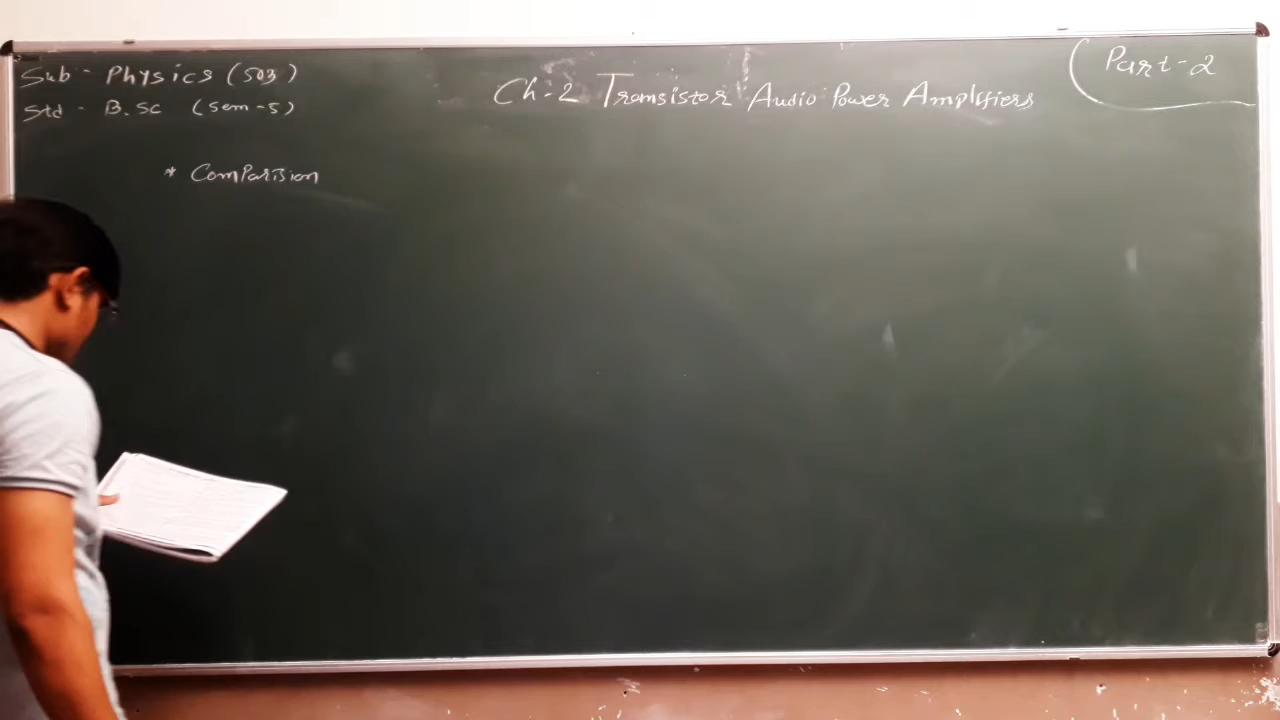 Sub - Physics (503)
Std - B.Sc (Sem-5)
Ch-2 Transistor Audio Power Amplifiers
Part-2
* Comparision